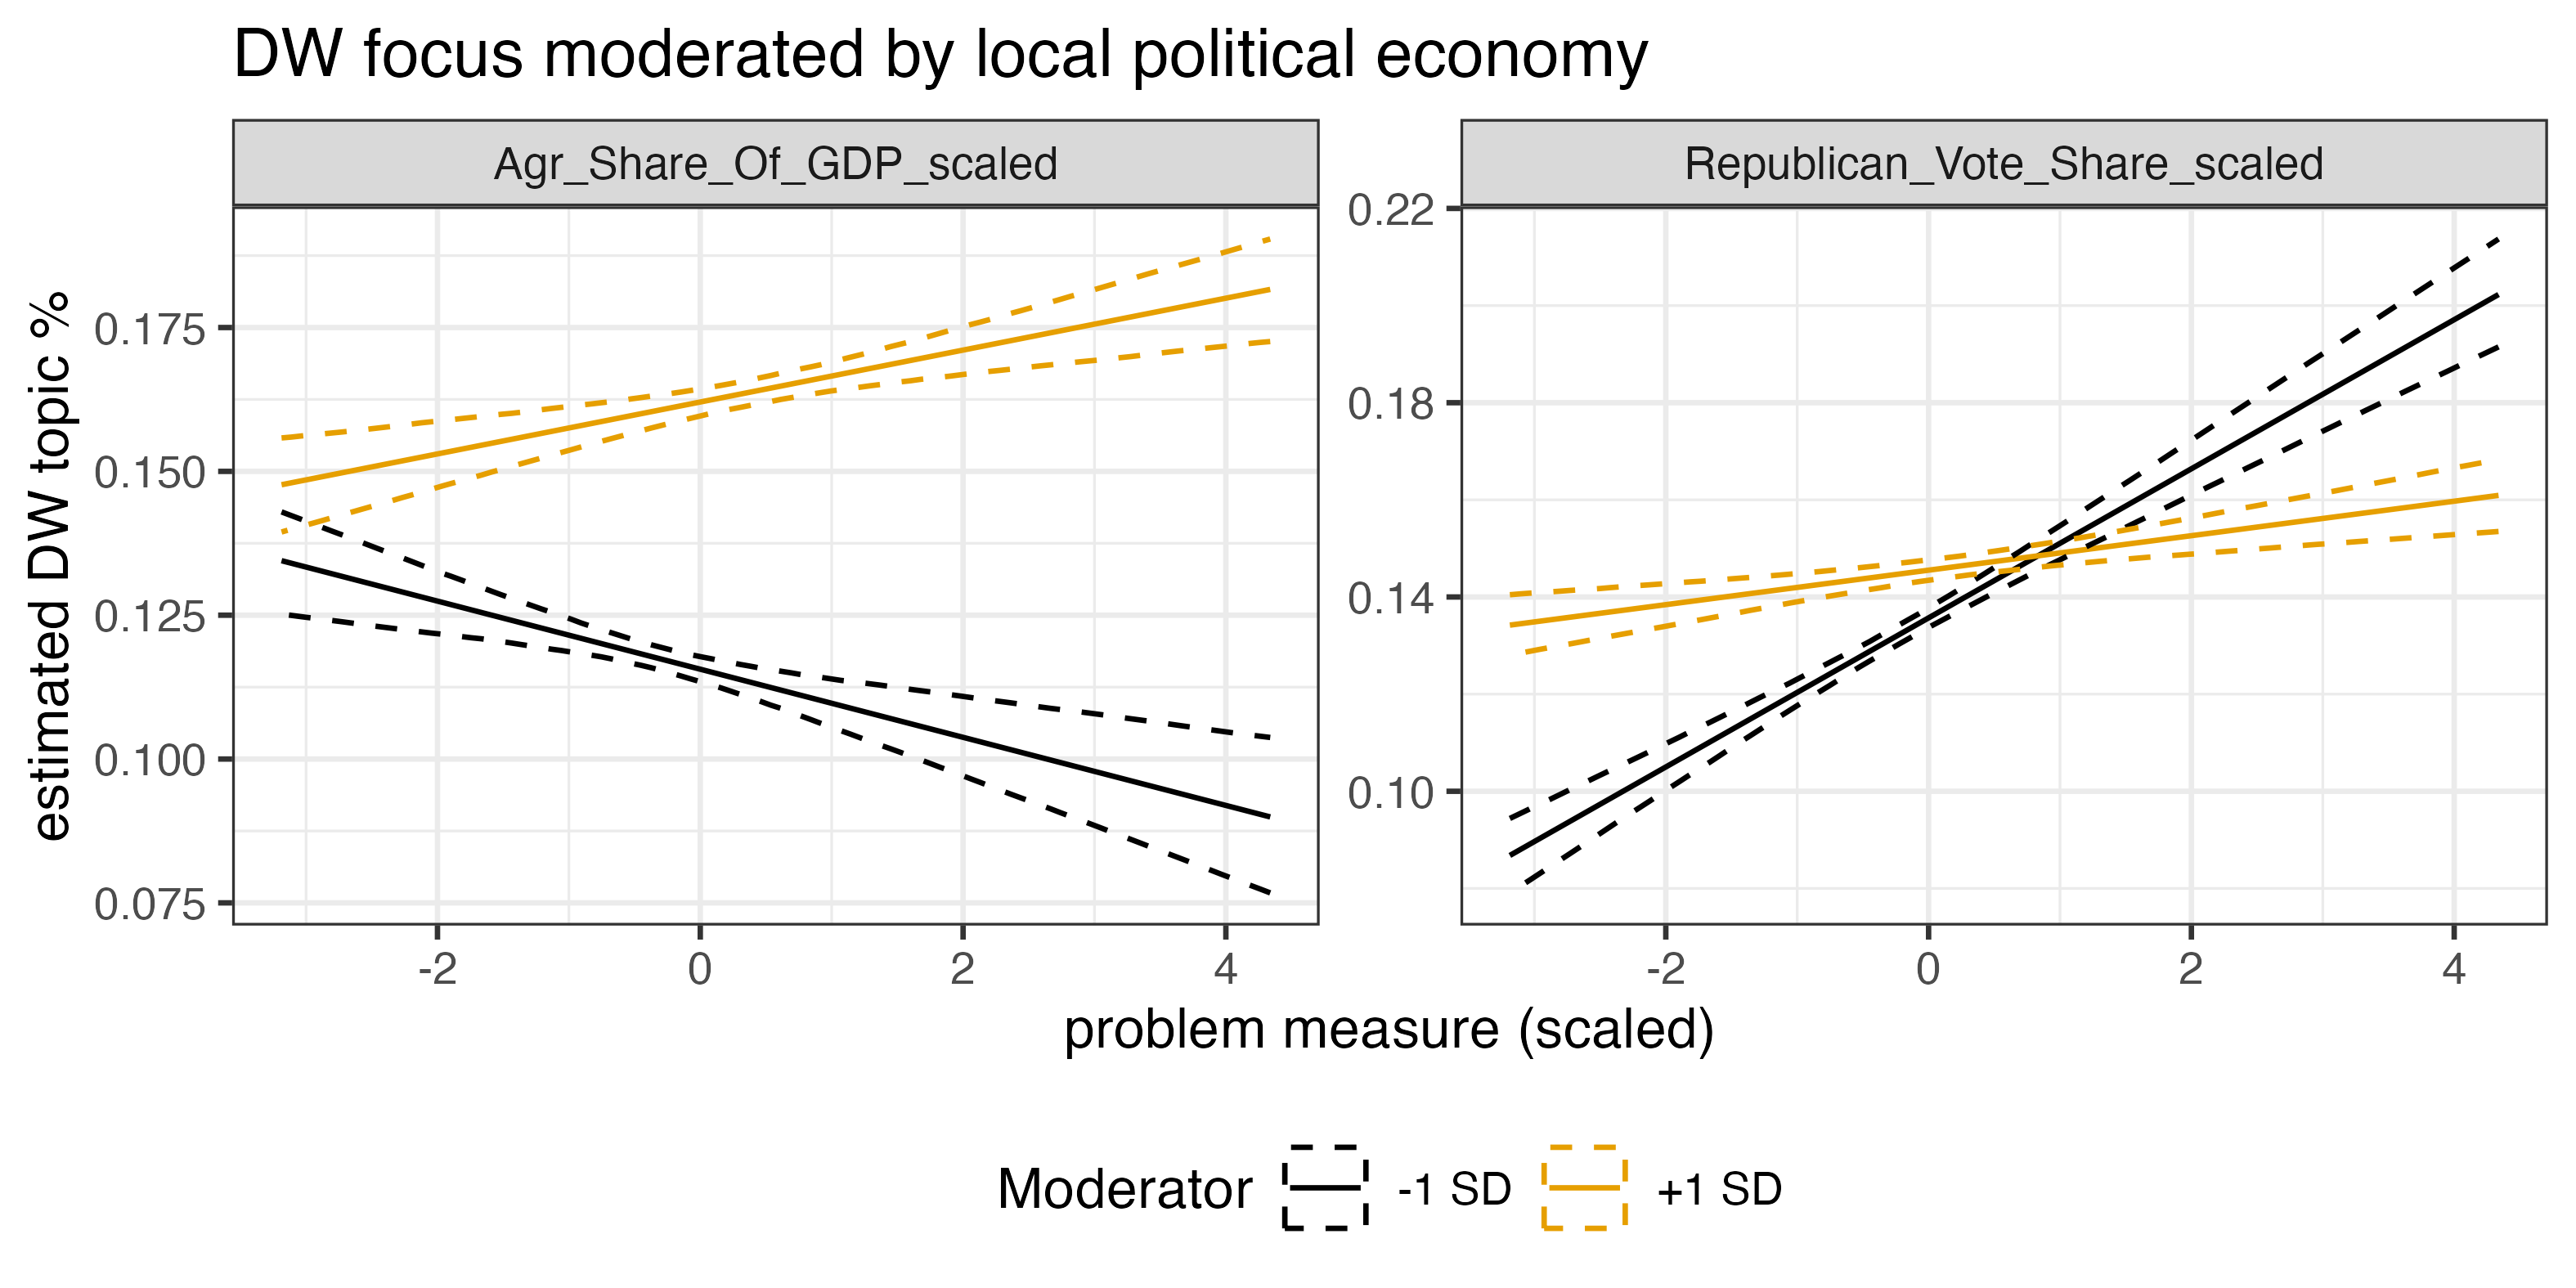 DW focus moderated by local political economy
Agr_Share_Of_GDP_scaled
Republican_Vote_Share_scaled
estimated DW topic %
0.175
0.150
0.125
0.100
0.075
0.22
0.18
0.14
0.10
-2 0 2 4
-2 0 2 4
problem measure (scaled)
Moderator -1 SD +1 SD